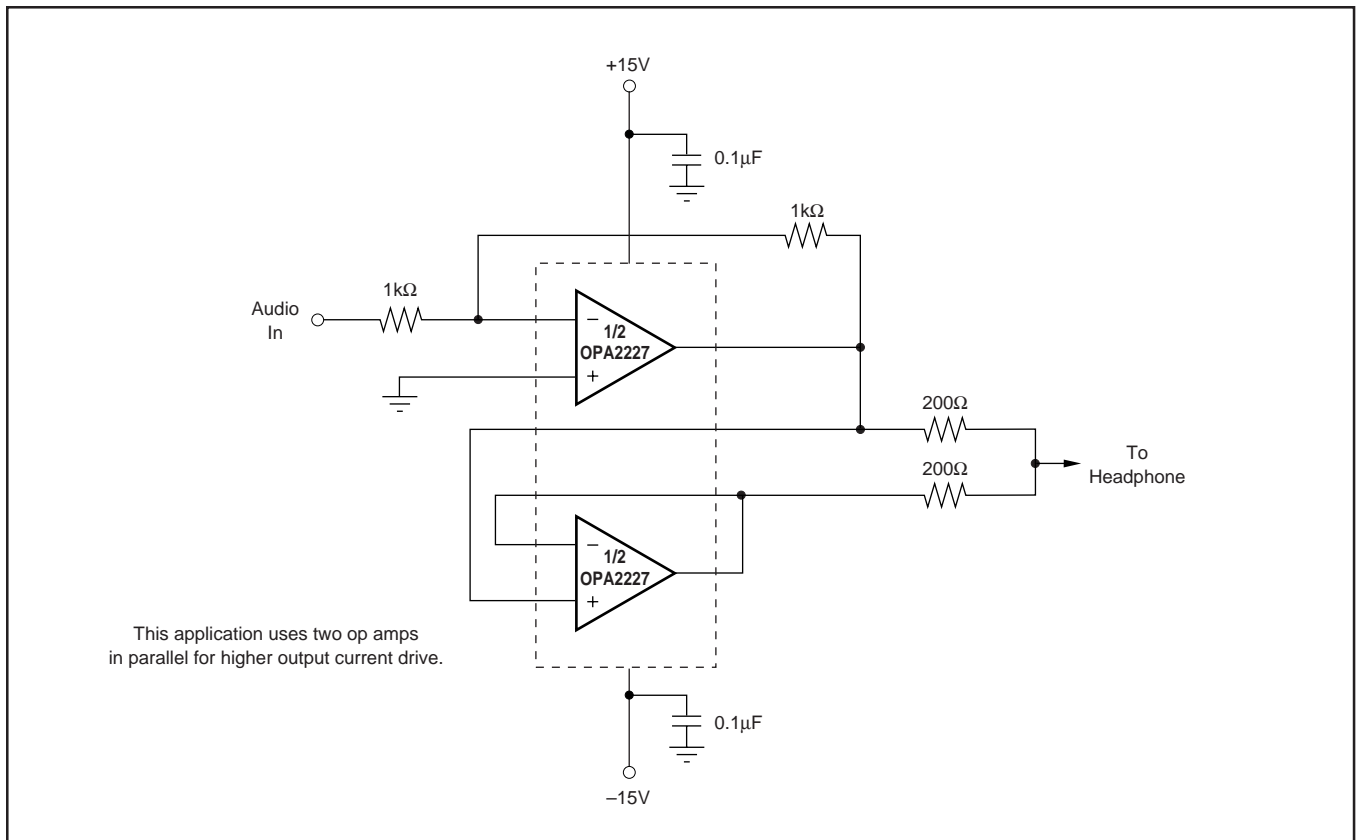 +15V
0.1μF
1kΩ
1kΩ
Audio
In
–
1/2
OPA2227
+
200Ω
To
Headphone
200Ω
–
1/2
OPA2227
+
This application uses two op amps
in parallel for higher output current drive.
0.1μF
–15V